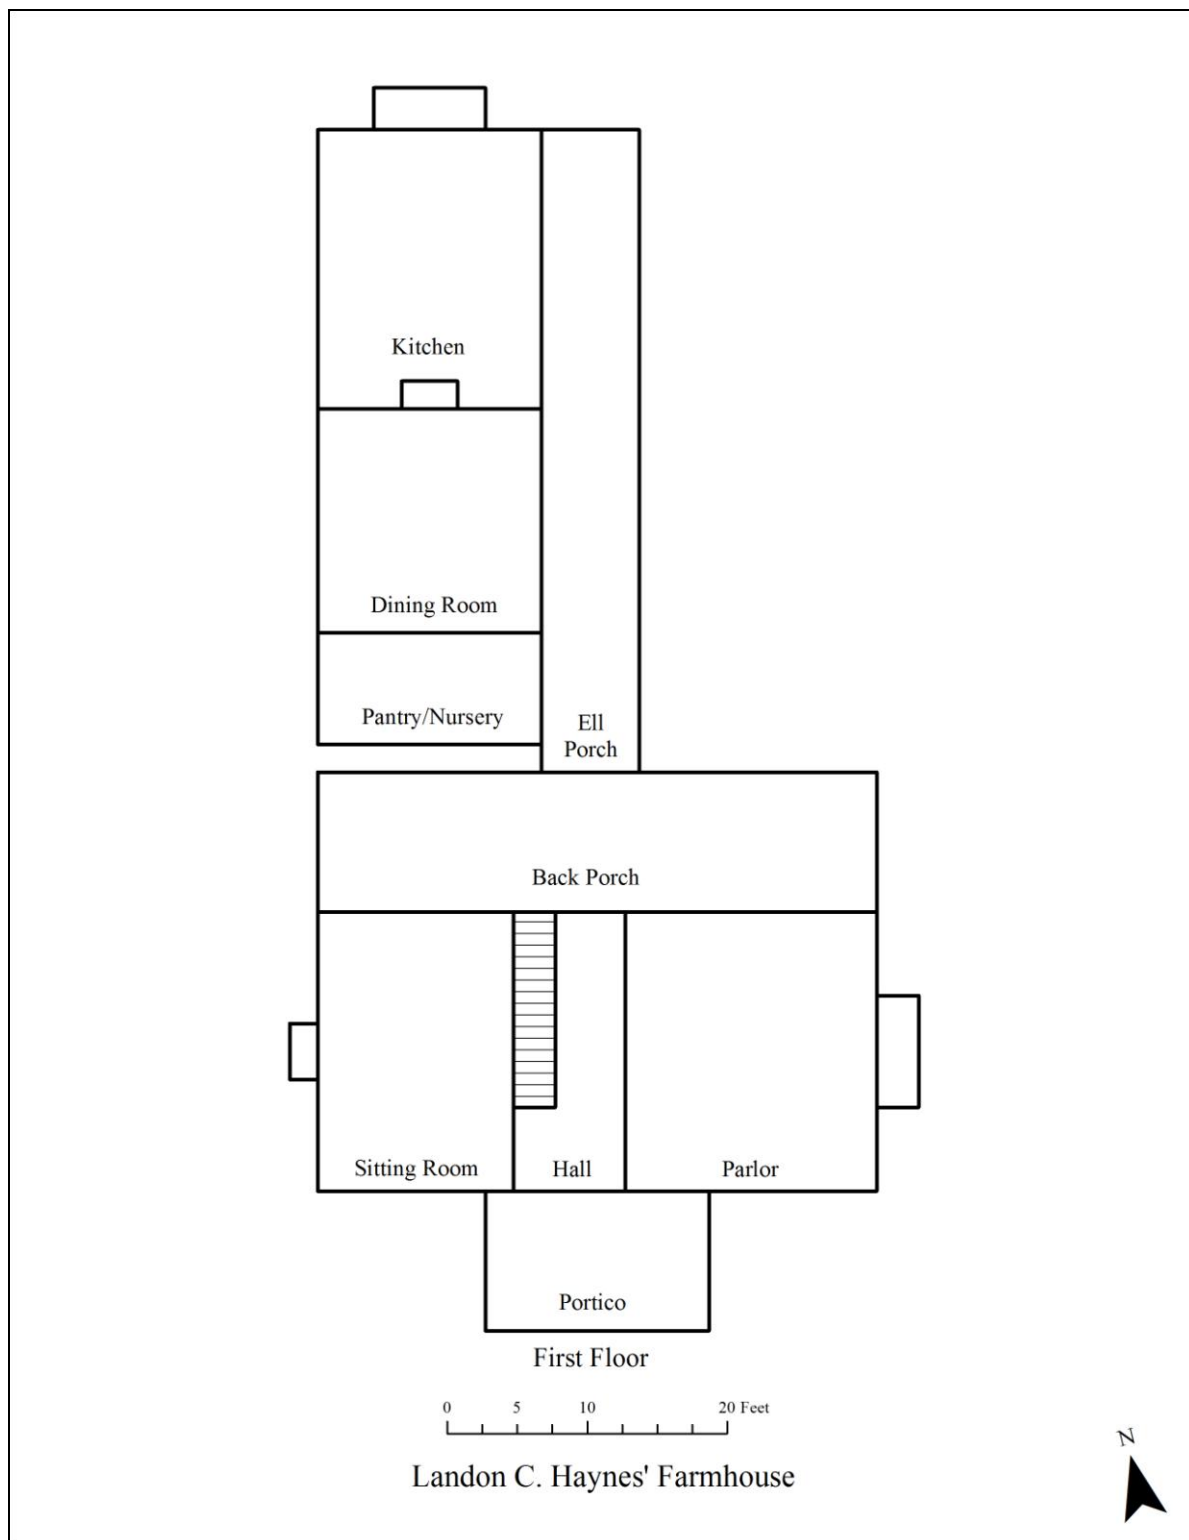 Kitchen
Dining Room
Pantry/Nursery
Ell
Porch
Back Porch
Sitting Room
Hall
Parlor
Portico
First Floor
0 5 10 20 Feet
Landon C. Haynes' Farmhouse
N